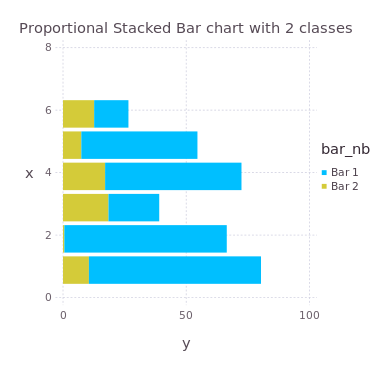 Proportional Stacked Bar chart with 2 classes
8
6
4
2
0
x
0 50 100
y
bar_nb
Bar 1
Bar 2